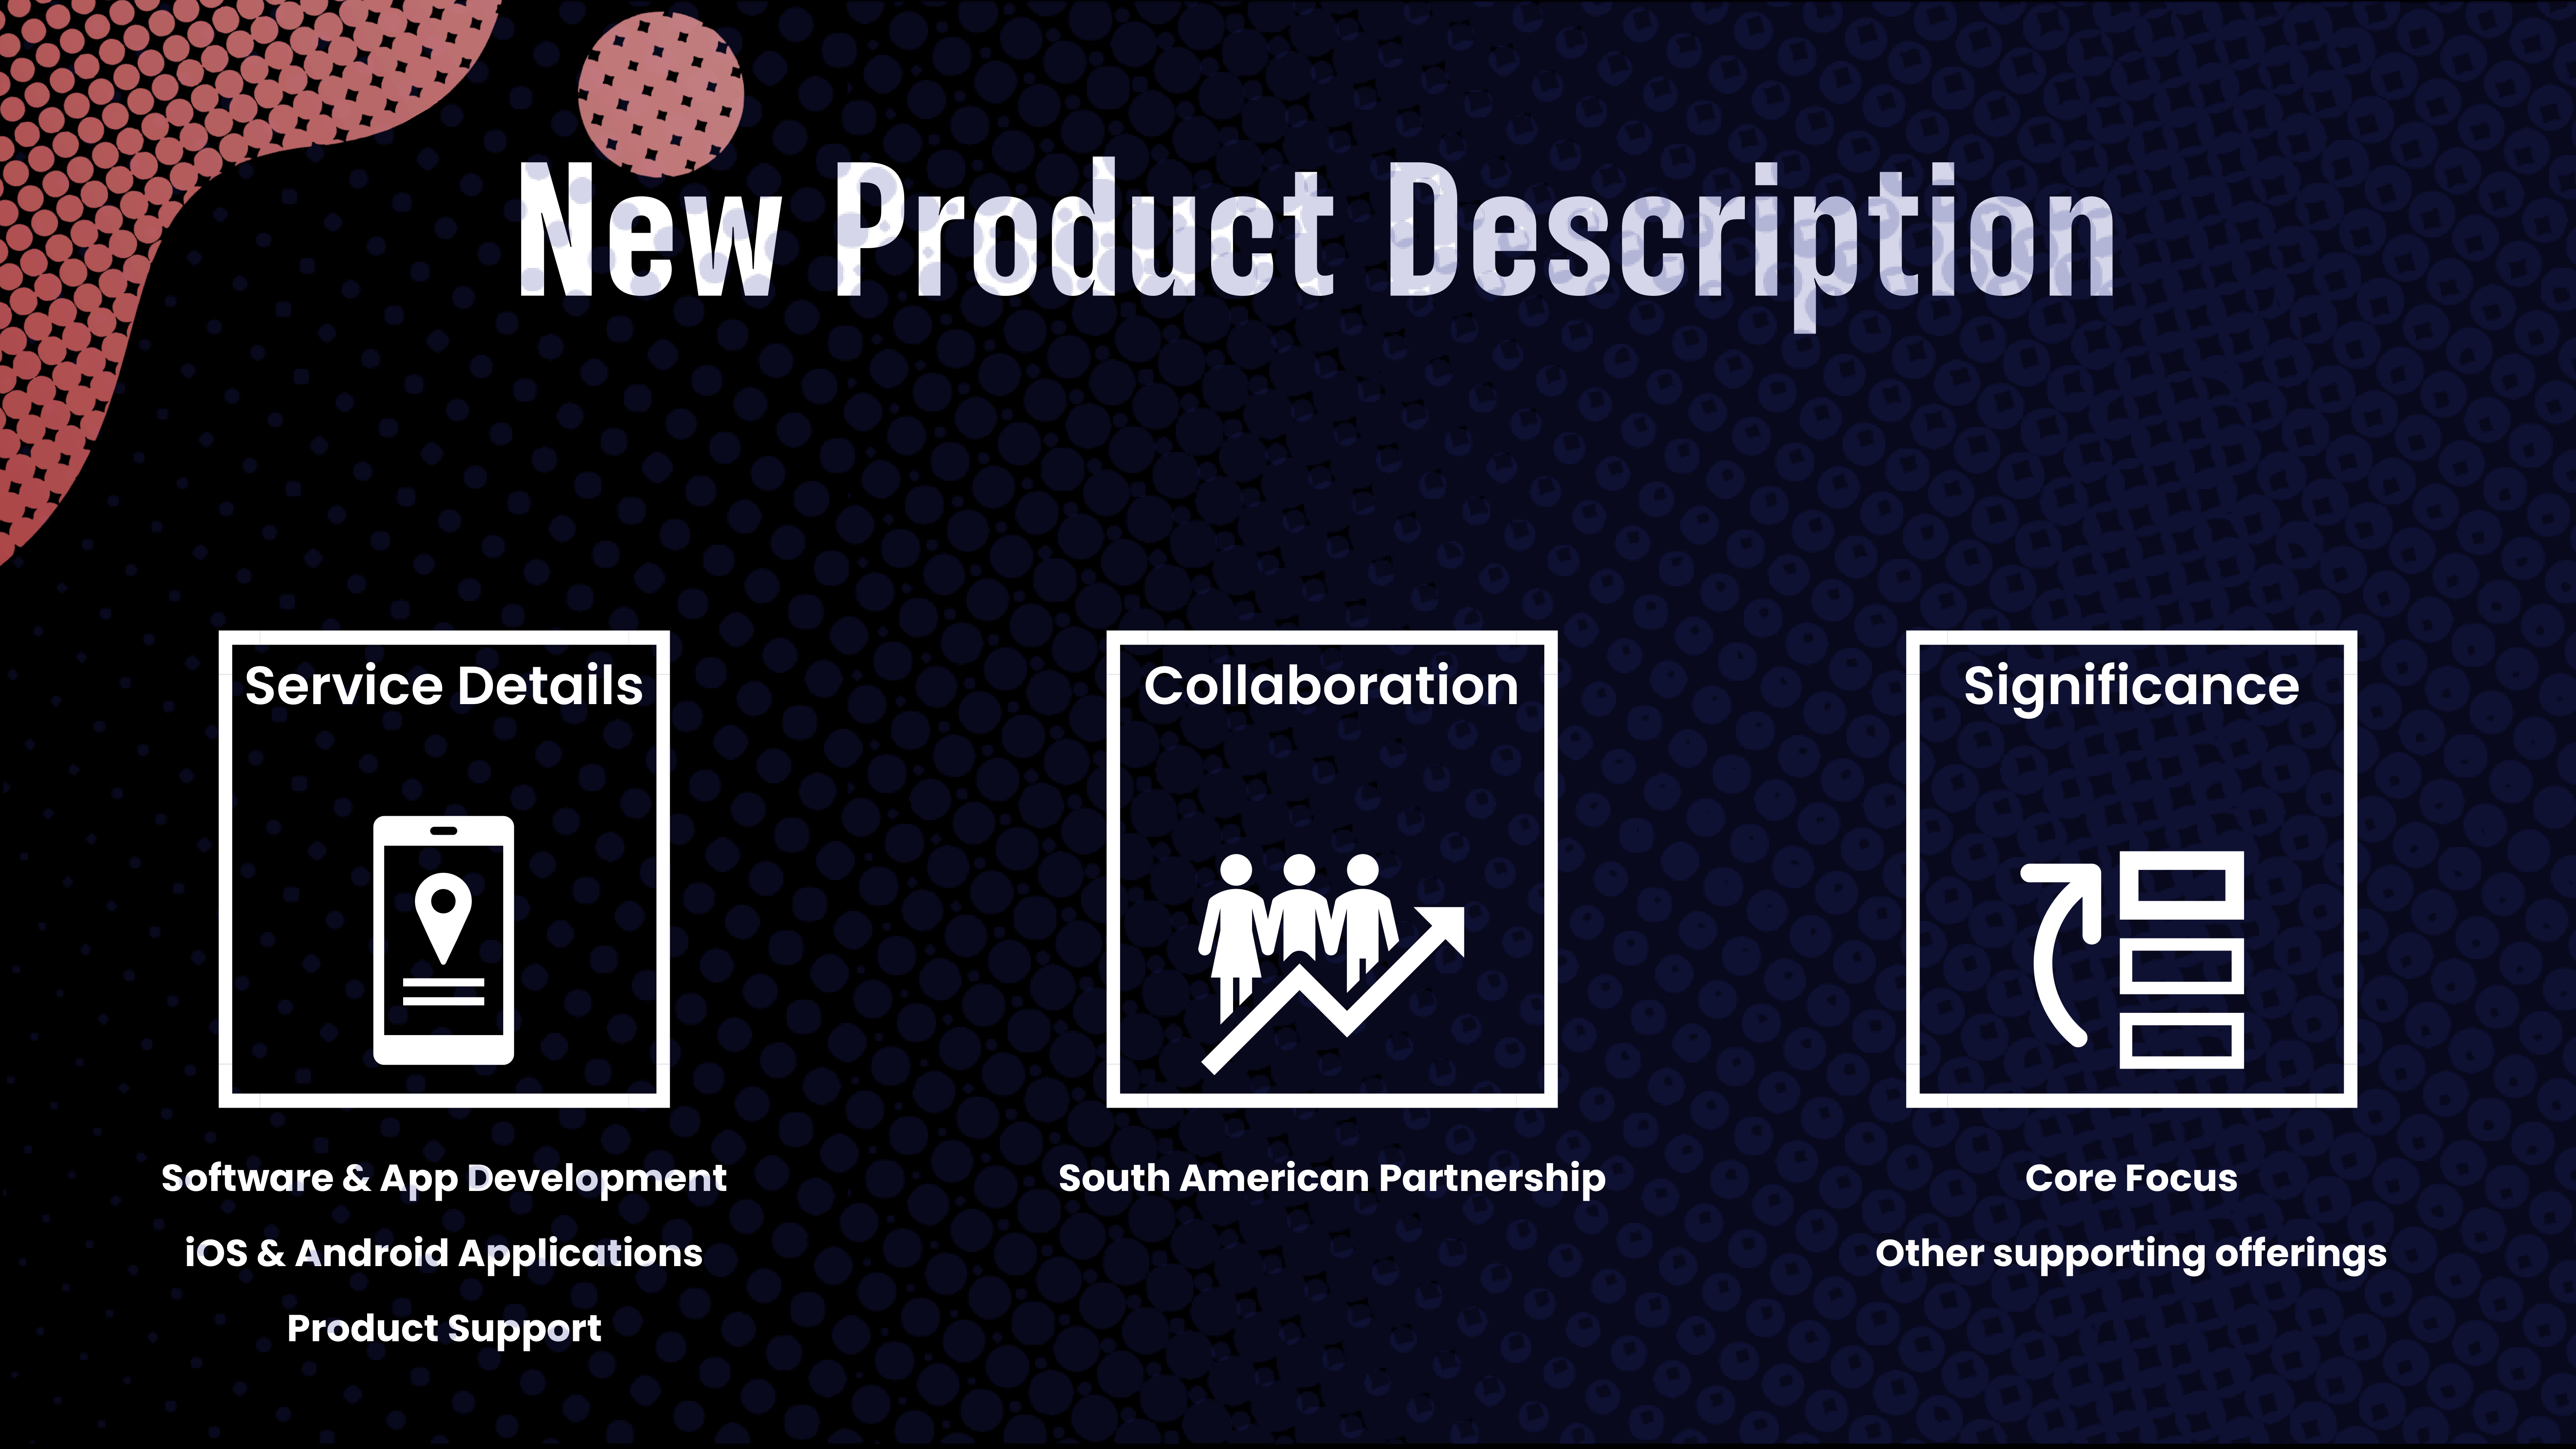 New Product Description
Service Details
Software & App Development
iOS & Android Applications
Product Support
Collaboration
South American Partnership
Significance
Core Focus
Other supporting offerings